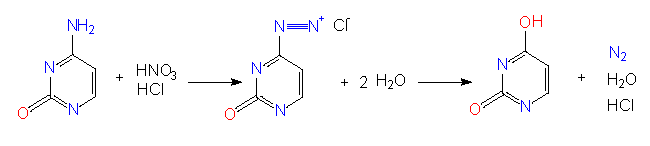 NH2
N
N
O
+ HNO3
HCl
N N+ Cl-
N
N
O
+ 2 H2O
OH
N
N
O
+ N2
H2O
HCl